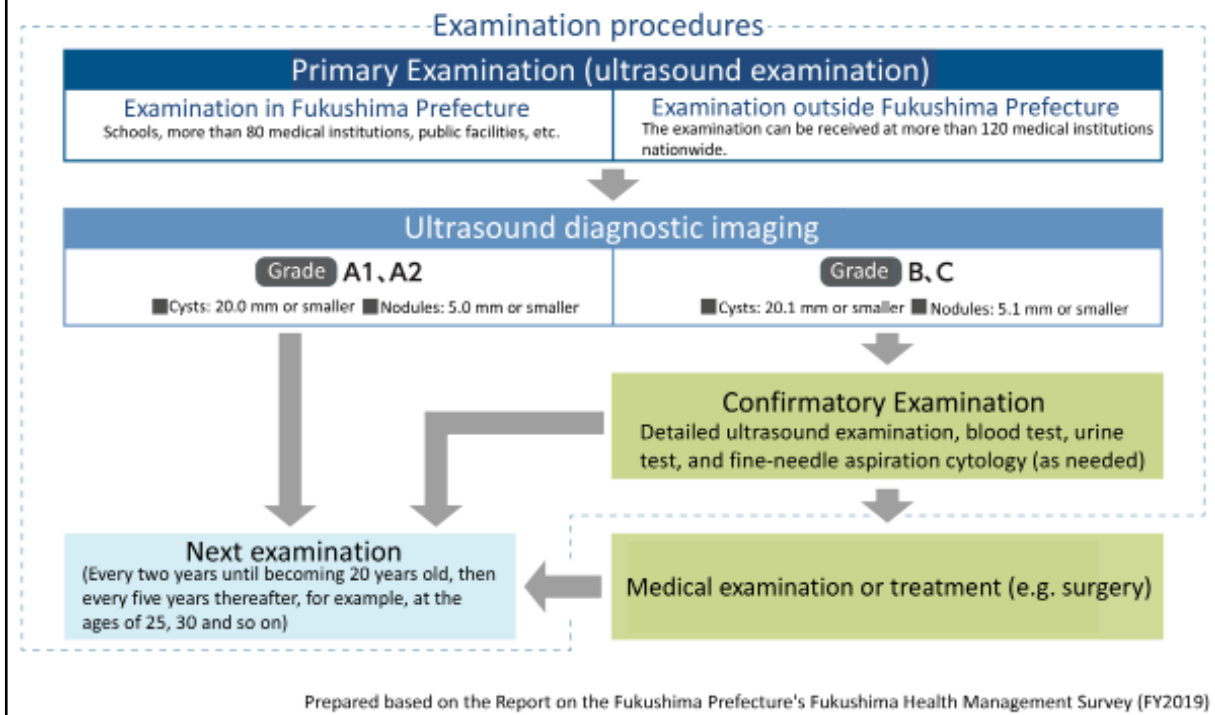 Examination procedures
Primary Examination (ultrasound examination)
Examination in Fukushima Prefecture
Schools, more than 80 medical institutions, public facilities, etc.
Examination outside Fukushima Prefecture
The examination can be received at more than 120 medical institutions
nationwide.
Ultrasound diagnostic imaging
Grade A1、A2
■Cysts: 20.0 mm or smaller ■Nodules: 5.0 mm or smaller
Grade B、C
■Cysts: 20.1 mm or smaller ■ Nodules: 5.1 mm or smaller
Confirmatory Examination
Detailed ultrasound examination, blood test, urine
test, and fine-needle aspiration cytology (as needed)
Next examination
(Every two years until becoming 20 years old, then
every five years thereafter, for example, at the
ages of 25, 30 and so on)
Medical examination or treatment (e.g. surgery)
Prepared based on the Report on the Fukushima Prefecture's Fukushima Health Management Survey (FY2019)